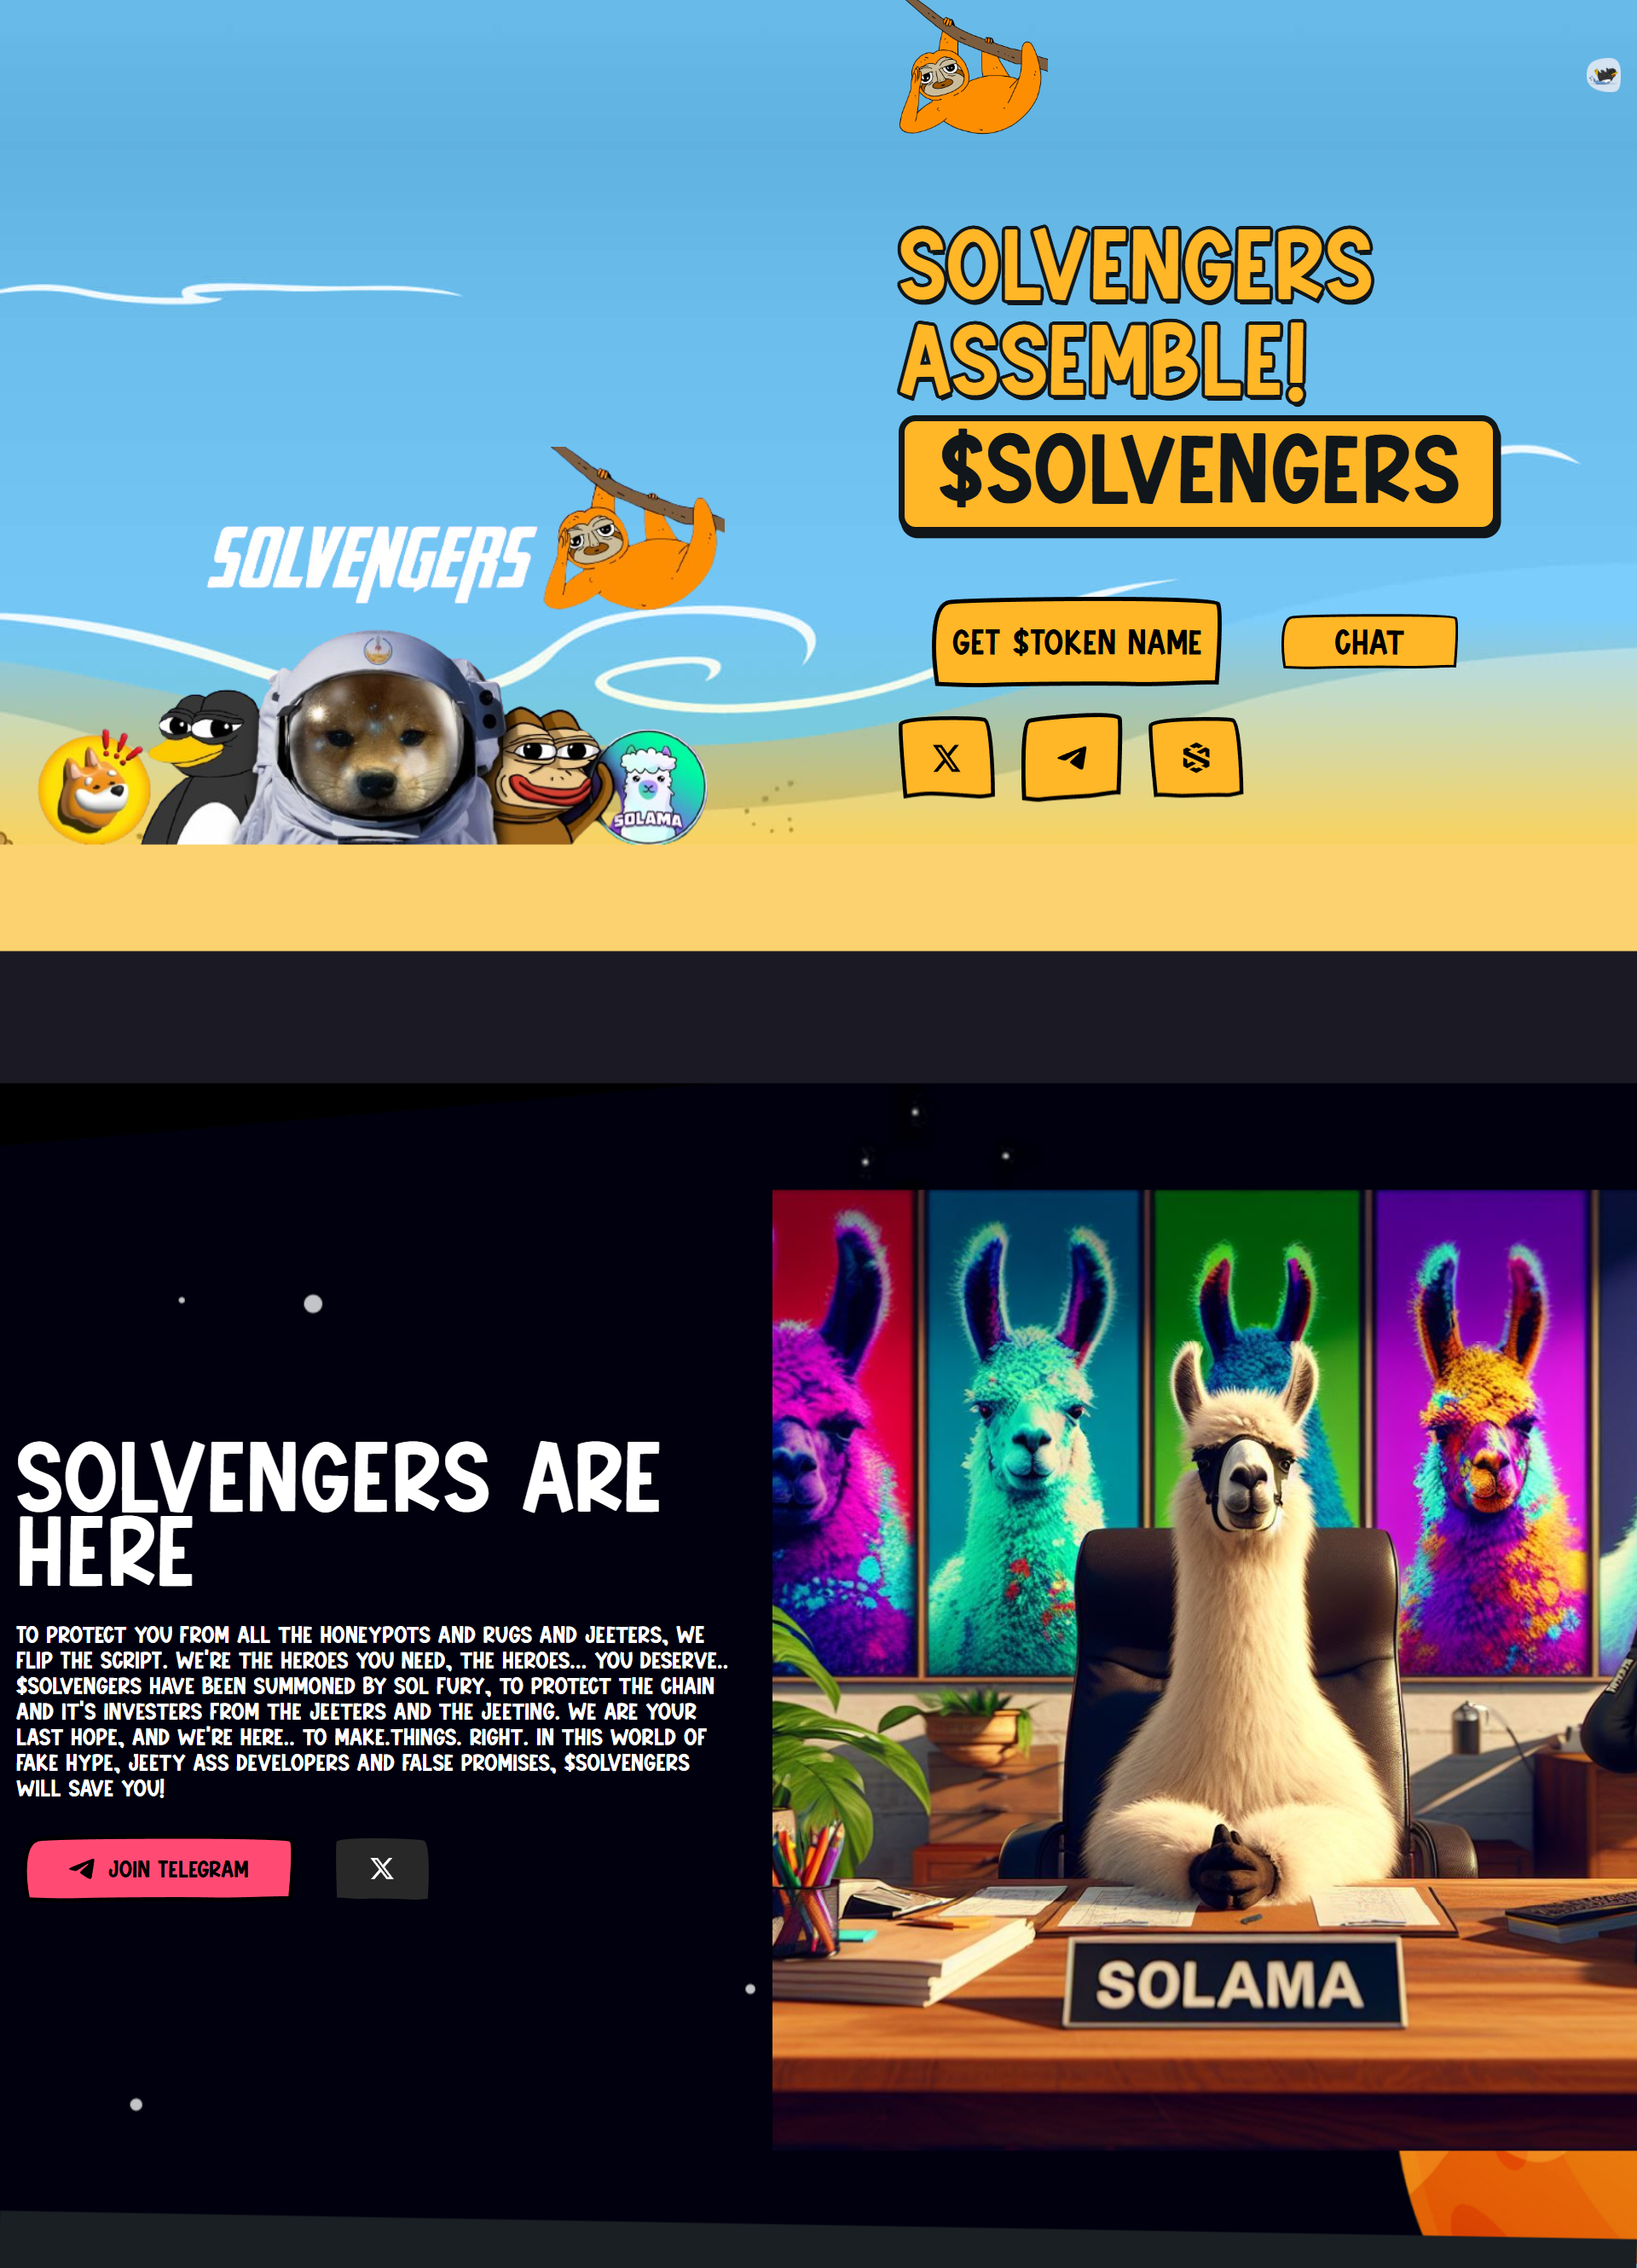 SOLVENGERS
ASSEMBLE!
$SOLVENGERS
SOLVENGERS
GET $TOKEN NAME
CHAT
SOLAMA
SOLVENGERS ARE
HERE
TO PROTECT YOU FROM ALL THE HONEYPOTS AND RUGS AND JEETERS, WE
FLIP THE SCRIPT. WE'RE THE HEROES YOU NEED, THE HEROES... YOU DESERVE..
$SOLVENGERS HAVE BEEN SUMMONED BY SOL FURY, TO PROTECT THE CHAIN
AND IT'S INVESTERS FROM THE JEETERS AND THE JEETING. WE ARE YOUR
LAST HOPE, AND WE'RE HERE.. TO MAKE.THINGS. RIGHT. IN THIS WORLD OF
FAKE HYPE, JEETY ASS DEVELOPERS AND FALSE PROMISES, $SOLVENGERS
WILL SAVE YOU!
JOIN TELEGRAM
SOLAMA